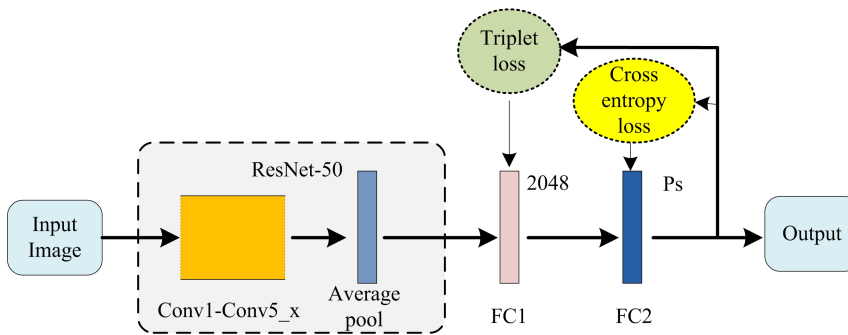 Triplet
loss
Cross
entropy
loss
ResNet-50
2048
Ps
Input
Image
Output
Conv1-Conv5_x
Average
pool
FC1
FC2